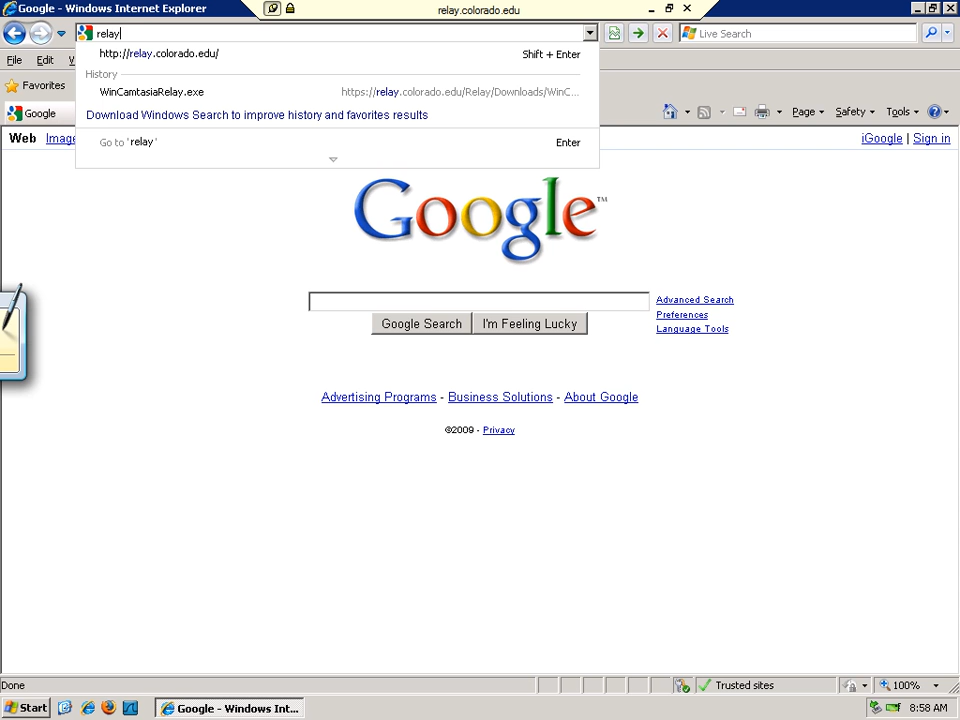 Google - Windows Internet Explorer
relay.colorado.edu
relay
Live Search
http://relay.colorado.edu/ Shift + Enter
File Edit
History
Favorites
WinCamtasiaRelay.exe https://relay.colorado.edu/Relay/Downloads/WinC...
Download Windows Search to improve history and favorites results
Google
Page Safety Tools
Go to 'relay' Enter
Web Image
iGoogle | Sign in
Google™
Advanced Search
Preferences
Language Tools
Google Search I'm Feeling Lucky
Advertising Programs - Business Solutions - About Google
©2009 - Privacy
Done
Trusted sites
100%
Start
Google - Windows Int...
8:58 AM